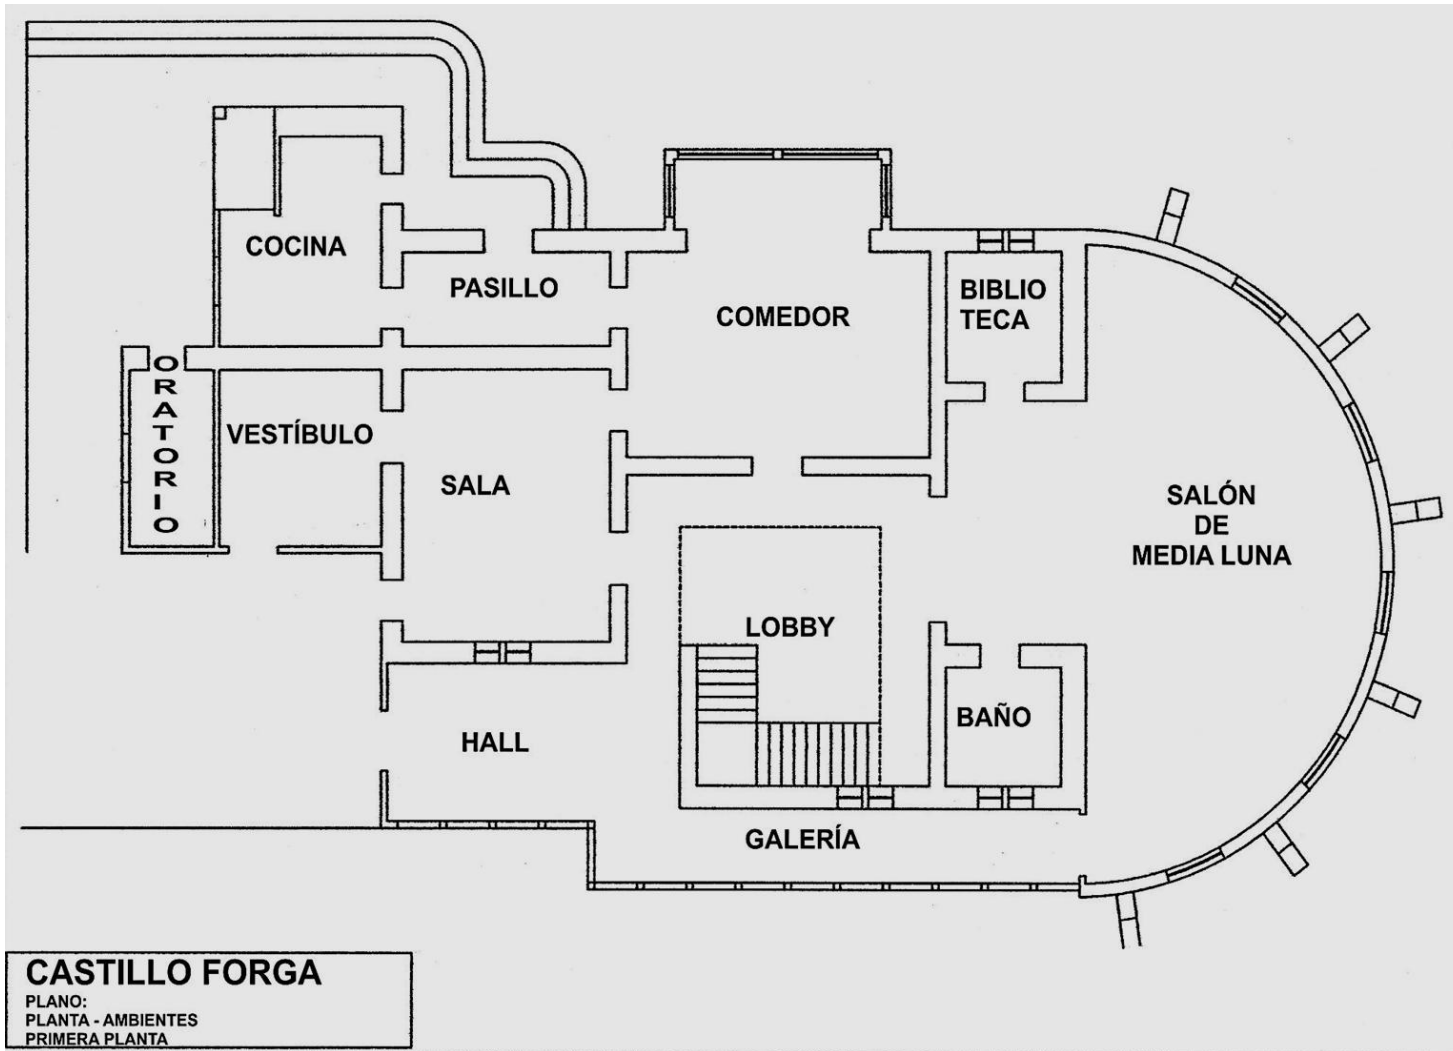 COCINA
PASILLO
COMEDOR
BIBLIO
TECA
ORATORIO
VESTÍBULO
SALA
SALÓN
DE
MEDIA LUNA
LOBBY
BAÑO
HALL
GALERÍA
CASTILLO FORGA
PLANO:
PLANTA - AMBIENTES
PRIMERA PLANTA